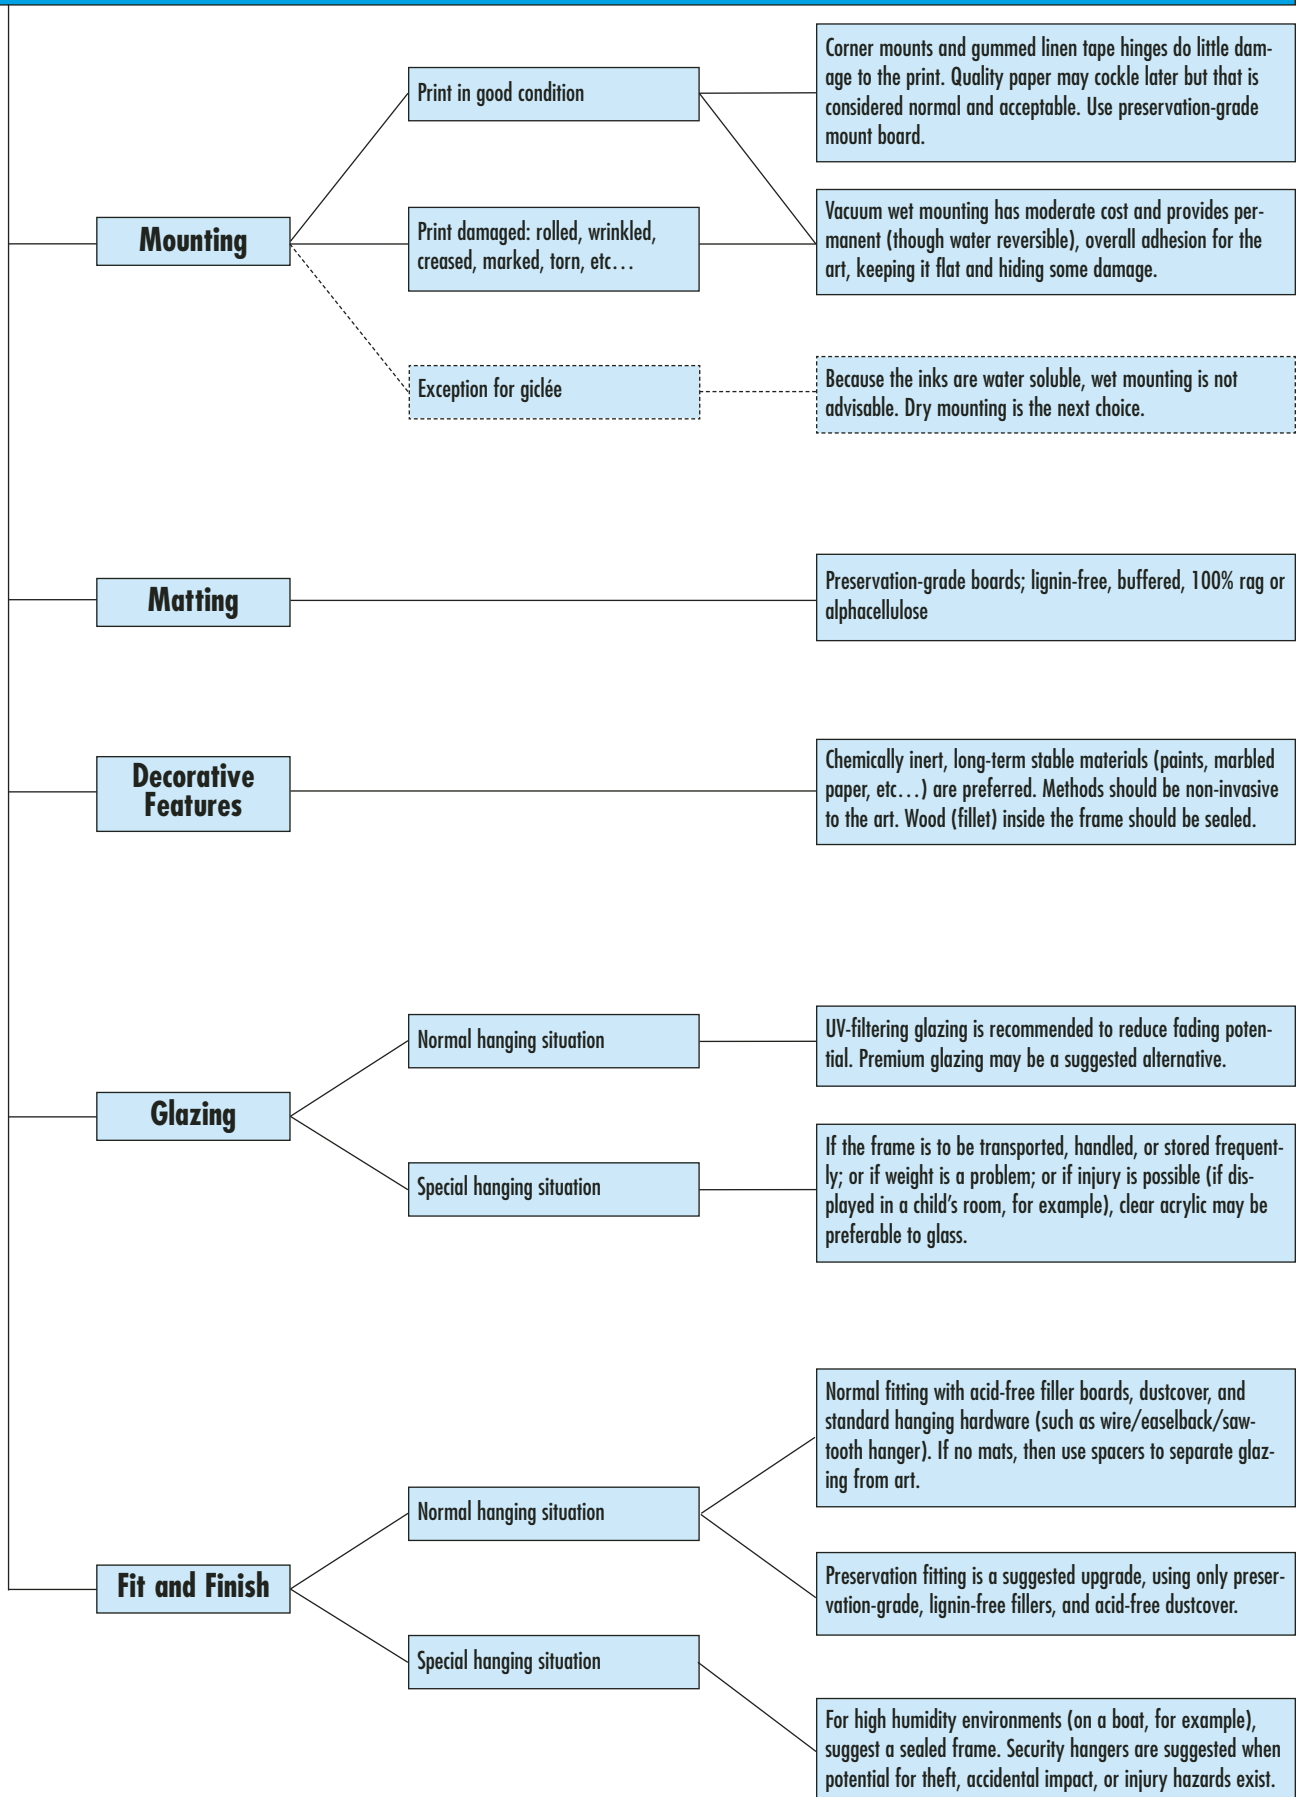 Mounting
Print in good condition
Corner mounts and gummed linen tape hinges do little dam-
age to the print. Quality paper may cockle later but that is
considered normal and acceptable. Use preservation-grade
mount board.
Print damaged: rolled, wrinkled,
creased, marked, torn, etc…
Vacuum wet mounting has moderate cost and provides per-
manent (though water reversible), overall adhesion for the
art, keeping it flat and hiding some damage.
Exception for giclée
Because the inks are water soluble, wet mounting is not
advisable. Dry mounting is the next choice.
Matting
Preservation-grade boards; lignin-free, buffered, 100% rag or
alphacellulose
Decorative
Features
Chemically inert, long-term stable materials (paints, marbled
paper, etc…) are preferred. Methods should be non-invasive
to the art. Wood (fillet) inside the frame should be sealed.
Glazing
Normal hanging situation
UV-filtering glazing is recommended to reduce fading poten-
tial. Premium glazing may be a suggested alternative.
Special hanging situation
If the frame is to be transported, handled, or stored frequent-
ly; or if weight is a problem; or if injury is possible (if dis-
played in a child’s room, for example), clear acrylic may be
preferable to glass.
Fit and Finish
Normal hanging situation
Normal fitting with acid-free filler boards, dustcover, and
standard hanging hardware (such as wire/easelback/saw-
tooth hanger). If no mats, then use spacers to separate glaz-
ing from art.
Preservation fitting is a suggested upgrade, using only preser-
vation-grade, lignin-free fillers, and acid-free dustcover.
Special hanging situation
For high humidity environments (on a boat, for example),
suggest a sealed frame. Security hangers are suggested when
potential for theft, accidental impact, or injury hazards exist.